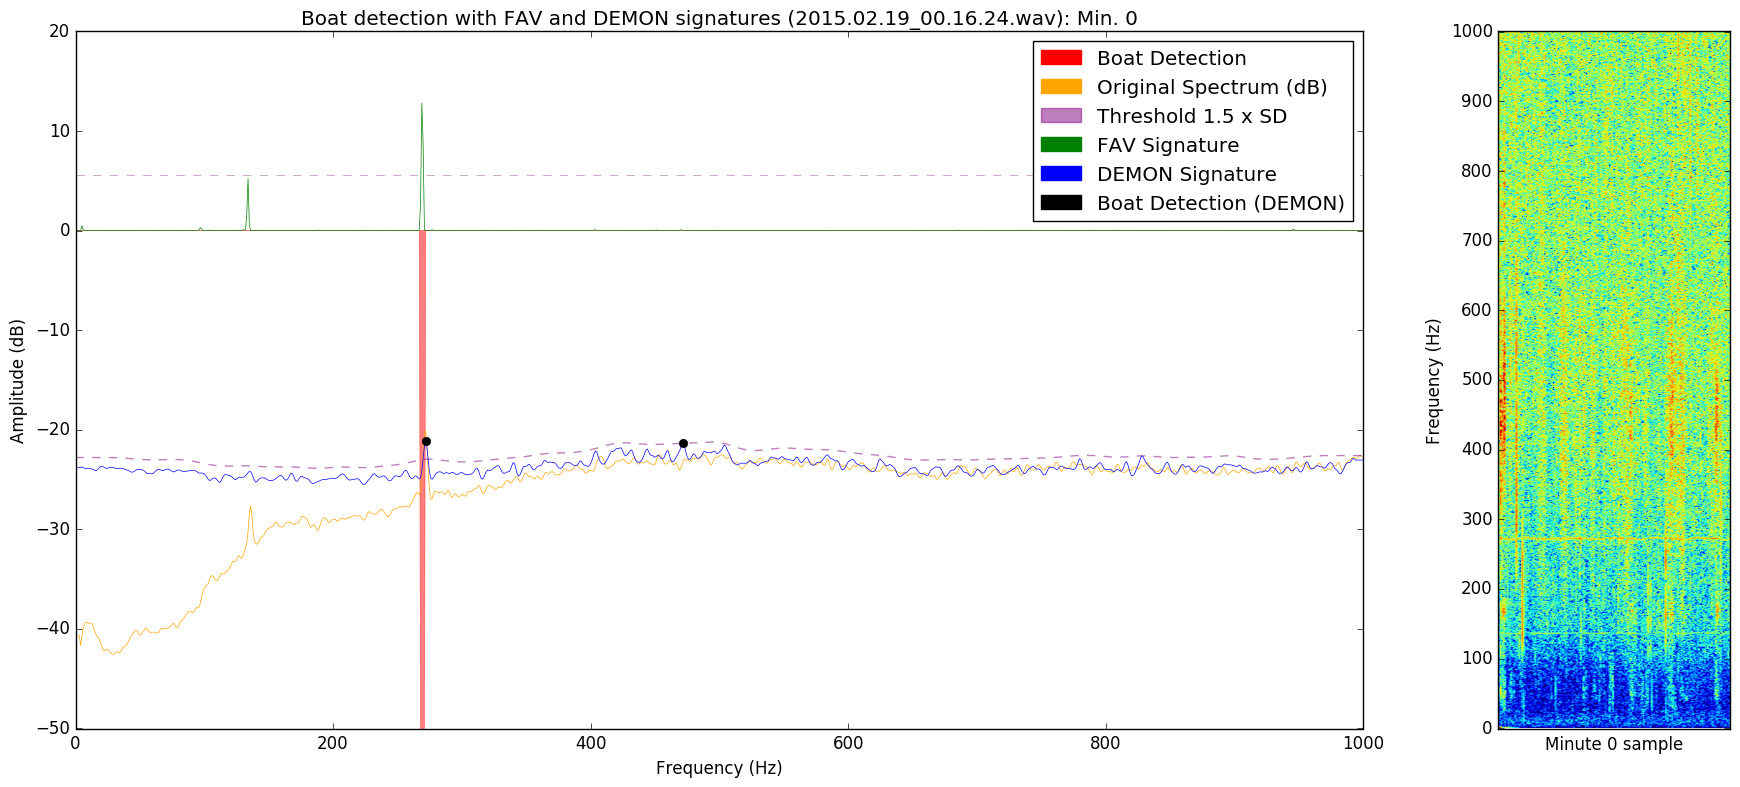 Boat detection with FAV and DEMON signatures (2015.02.19_00.16.24.wav): Min. 0
Boat Detection
Original Spectrum (dB)
Threshold 1.5 x SD
FAV Signature
DEMON Signature
Boat Detection (DEMON)
Amplitude (dB)
20
10
0
−10
−20
−30
−40
−50
0
200
400
600
800
1000
Frequency (Hz)
Frequency (Hz)
1000
900
800
700
600
500
400
300
200
100
0
Minute 0 sample